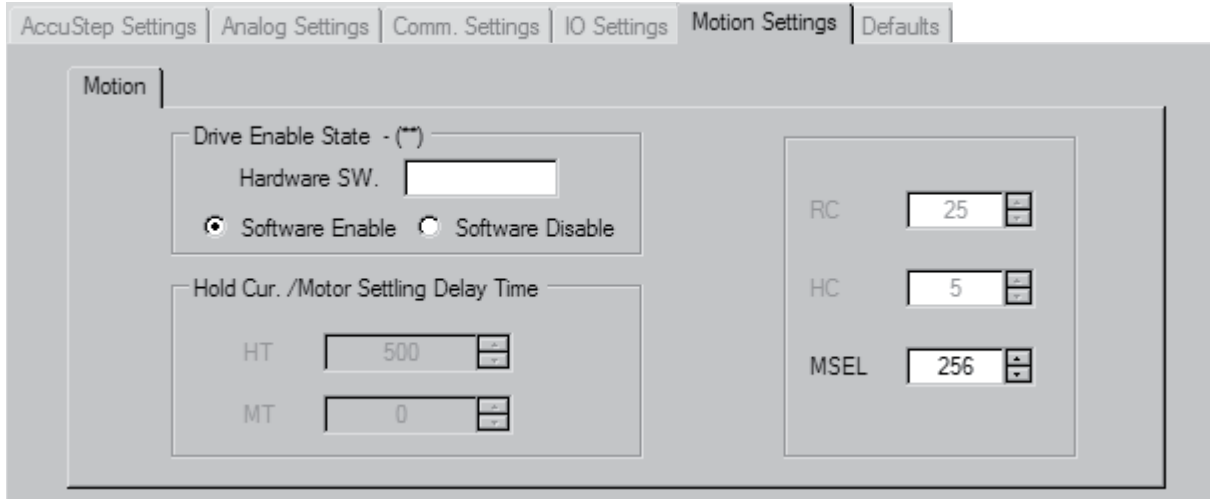 AccuStep Settings Analog Settings Comm. Settings IO Settings Motion Settings Defaults
Motion
Drive Enable State - (**)
Hardware SW.
Software Enable Software Disable
Hold Cur. /Motor Settling Delay Time
HT 500
MT 0
RC 25
HC 5
MSEL 256